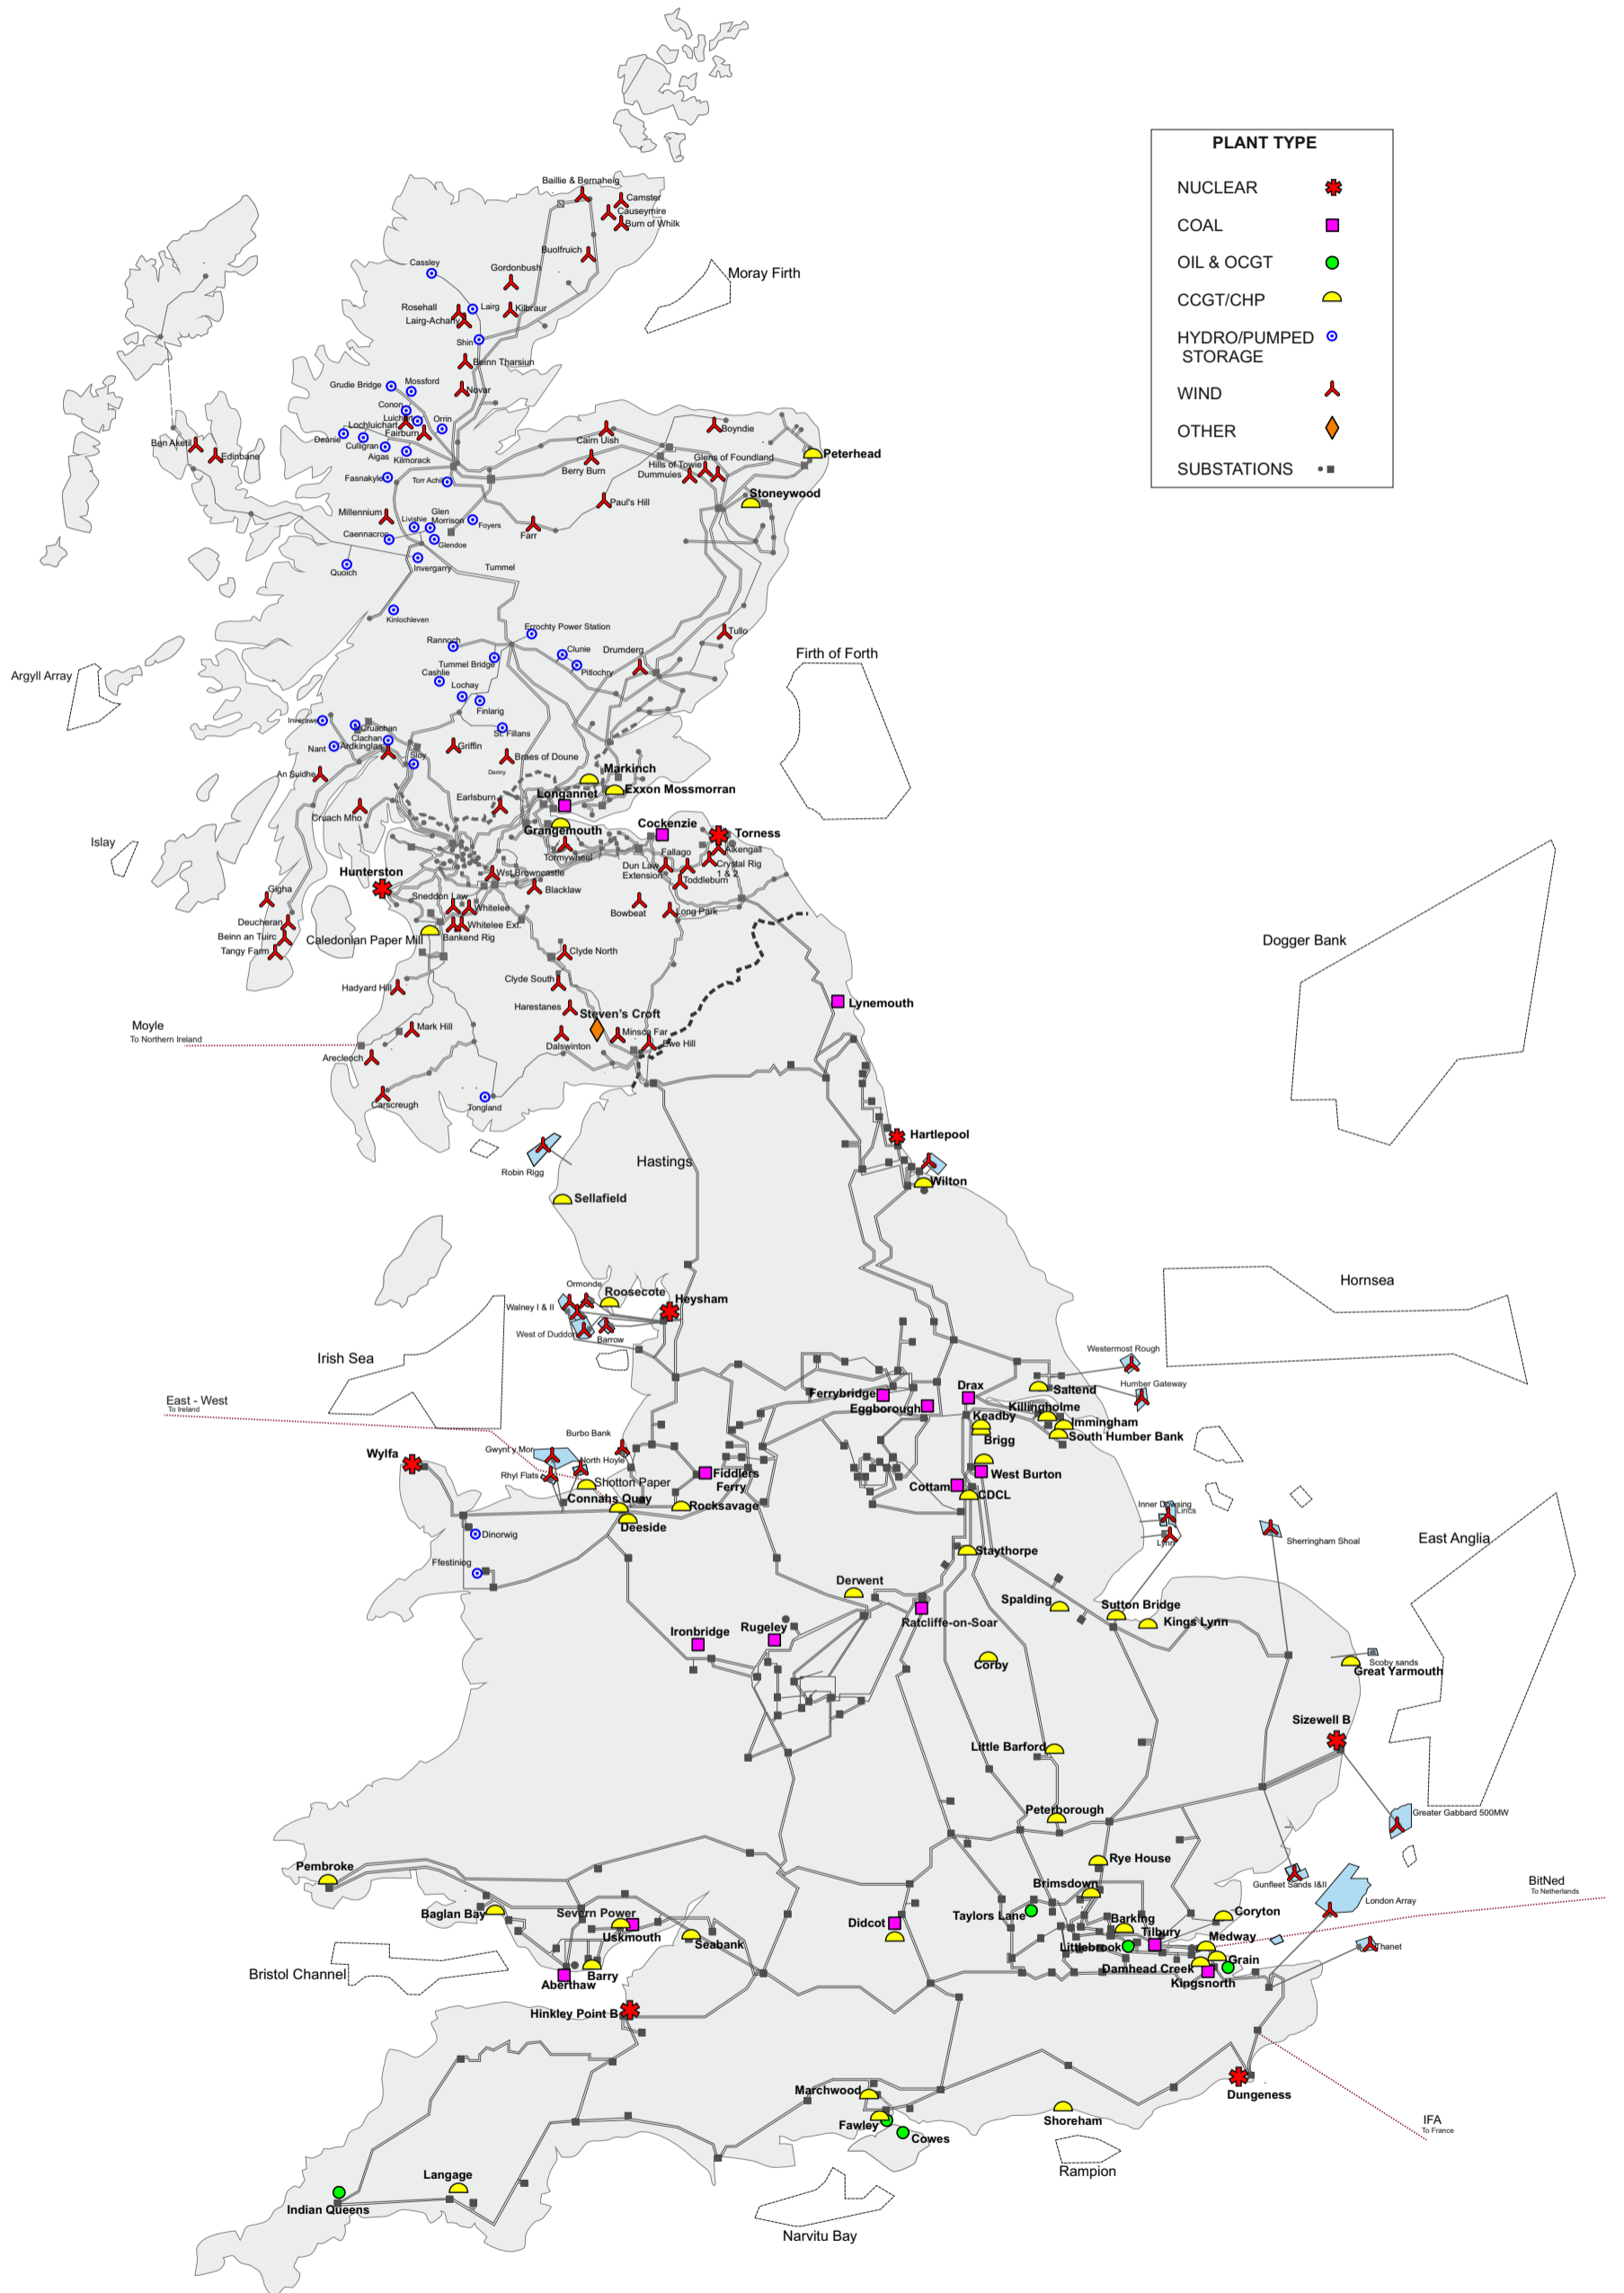 PLANT TYPE
NUCLEAR
COAL
OIL & OCGT
CCGT/CHP
HYDRO/PUMPED
STORAGE
WIND
OTHER
SUBSTATIONS
Baillie & Bernaheig
Camster
Causeymire
Burn of Whilk
Buolfruich
Cassley
Gordonbush
Moray Firth
Rosehall
Lairg
Kilbraur
Lairg-Achany
Shin
Beinn Tharsiun
Grudie Bridge
Mossford
Novar
Conon
Luichart
Orrin
Lochluichart
Fairburn
Deanie
Culligran
Aigas
Kilmorack
Ben Aketil
Edinbane
Cairn Uish
Boyndie
Peterhead
Berry Burn
Hills of Towie
Glens of Foundland
Dummuies
Fasnakyle
Torr Achilty
Stoneywood
Paul's Hill
Millennium
Livishie
Glen
Morrison
Foyers
Farr
Caennacroc
Glendoe
Quoich
Invergarry
Tummel
Kinlochleven
Errochty Power Station
Tullo
Rannoch
Clunie
Drumderg
Firth of Forth
Tummel Bridge
Pitlochry
Argyll Array
Cashlie
Lochay
Finlarig
Inverawe
Cruachan
St. Fillans
Clachan
Nant
Ardkinglas
Griffin
Sloy
Braes of Doune
An Suidhe
Denny
Markinch
Exxon Mossmorran
Longannet
Earlsburn
Cruach Mho
Grangemouth
Cockenzie
Torness
Islay
Tormywheel
Aikengall
Fallago
Dun Law
Extension
Crystal Rig
1 & 2
Toddleburn
Hunterston
Wst.Browncastle
Blacklaw
Gigha
Sneddon Law
Whitelee
Bowbeat
Long Park
Deucheran
Whitelee Ext.
Beinn an Tuirc
Caledonian Paper Mill
Bankend Rig
Tangy Farm
Clyde North
Dogger Bank
Clyde South
Hadyard Hill
Harestanes
Lynemouth
Steven's Croft
Moyle
To Northern Ireland
Mark Hill
Minsca Far
Dalswinton
Ewe Hill
Arecleoch
Carscreugh
Tongland
Hartlepool
Robin Rigg
Hastings
Wilton
Sellafield
Hornsea
Ormonde
Roosecote
Heysham
Walney I & II
West of Duddon
Barrow
Irish Sea
Westermost Rough
Humber Gateway
East - West
To Ireland
Ferrybridge
Drax
Saltend
Eggborough
Killingholme
Keadby
Immingham
Brigg
South Humber Bank
Wylfa
Burbo Bank
Gwynt y Mor
North Hoyle
Rhyl Flats
Shotton Paper
Fiddlers
Ferry
West Burton
Cottam
CDCL
Connahs Quay
Rocksavage
Deeside
Dinorwig
Inner Dowsing
Lincs
Lynn
Sherringham Shoal
East Anglia
Ffestiniog
Staythorpe
Derwent
Spalding
Sutton Bridge
Kings Lynn
Ratcliffe-on-Soar
Ironbridge
Rugeley
Corby
Scoby sands
Great Yarmouth
Sizewell B
Little Barford
Peterborough
Greater Gabbard 500MW
Pembroke
Rye House
Brimsdown
Gunfleet Sands I&II
BitNed
To Netherlands
London Array
Baglan Bay
Severn Power
Uskmouth
Seabank
Didcot
Taylors Lane
Barking
Tilbury
Coryton
Medway
Littlebrook
Thanet
Bristol Channel
Aberthaw
Barry
Damhead Creek
Grain
Kingsnorth
Hinkley Point B
Marchwood
Dungeness
Fawley
Shoreham
Cowes
IFA
To France
Rampion
Langage
Indian Queens
Narvitu Bay